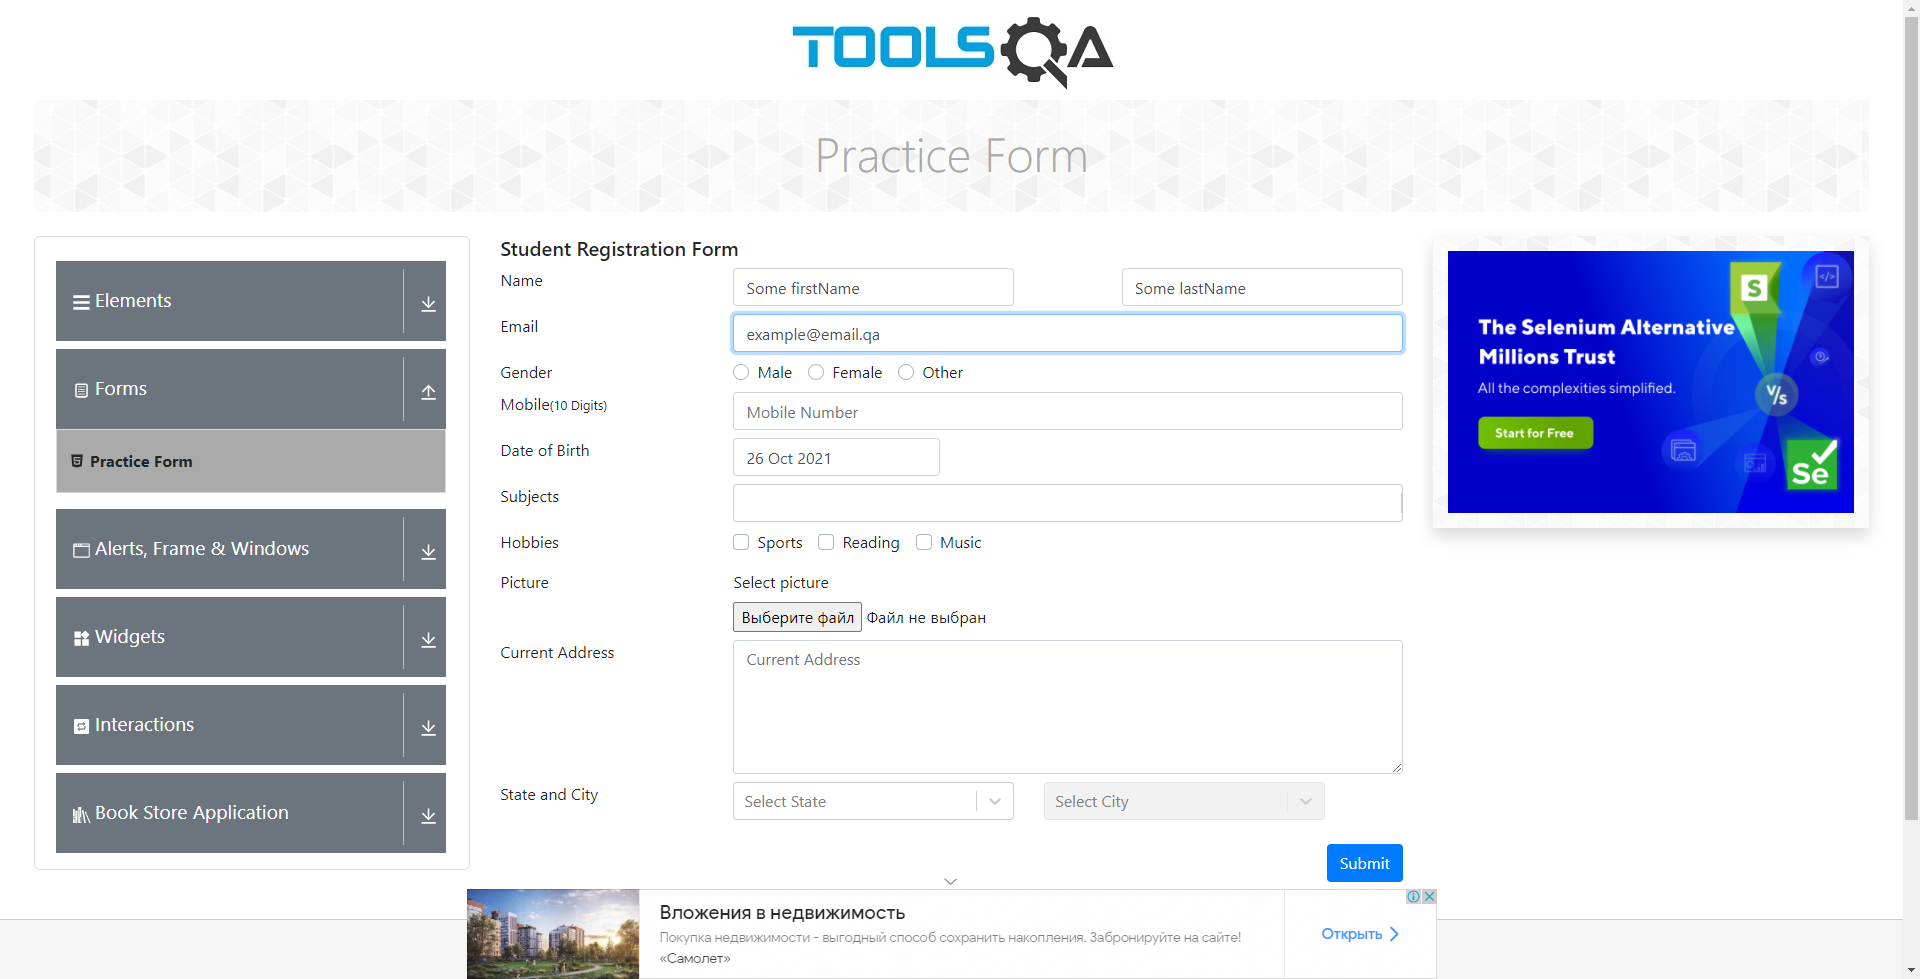 TOOLSQA
Practice Form
Elements
Forms
Practice Form
Alerts, Frame & Windows
Widgets
Interactions
Book Store Application
Student Registration Form
Name
Some firstName
Some lastName
Email
example@email.qa
Gender
Male
Female
Other
Mobile(10 Digits)
Mobile Number
Date of Birth
26 Oct 2021
Subjects
Hobbies
Sports
Reading
Music
Picture
Select picture
Выберите файл Файл не выбран
Current Address
Current Address
State and City
Select State
Select City
Submit
S
The Selenium Alternative
Millions Trust
All the complexities simplified.
V/s
Start for Free
Se
Вложения в недвижимость
Покупка недвижимости - выгодный способ сохранить накопления. Забронируйте на сайте!
«Самолет»
Открыть